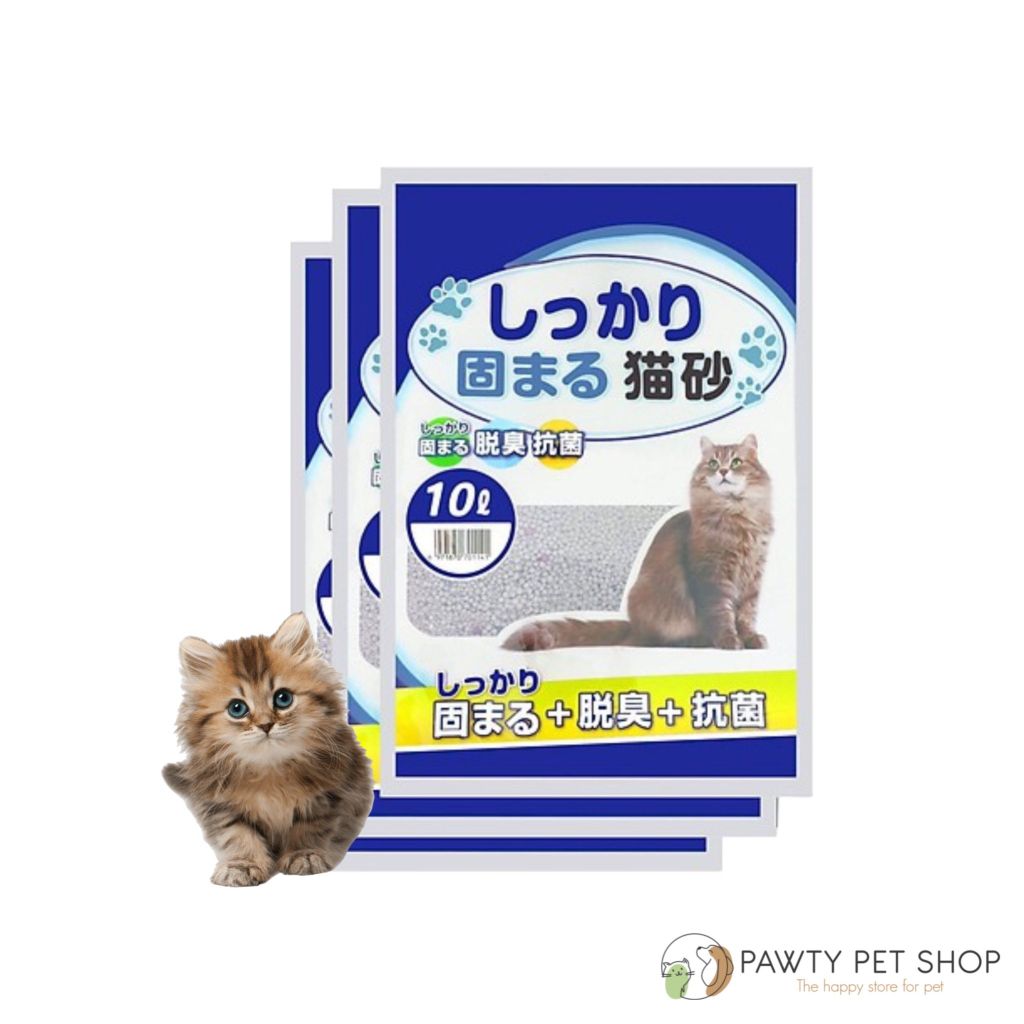 しっかり
固まる 猫砂
しっかり
固まる 脱臭 抗菌
10ℓ
しっかり
固まる+脱臭+抗菌
PAWTY PET SHOP
The happy store for pet